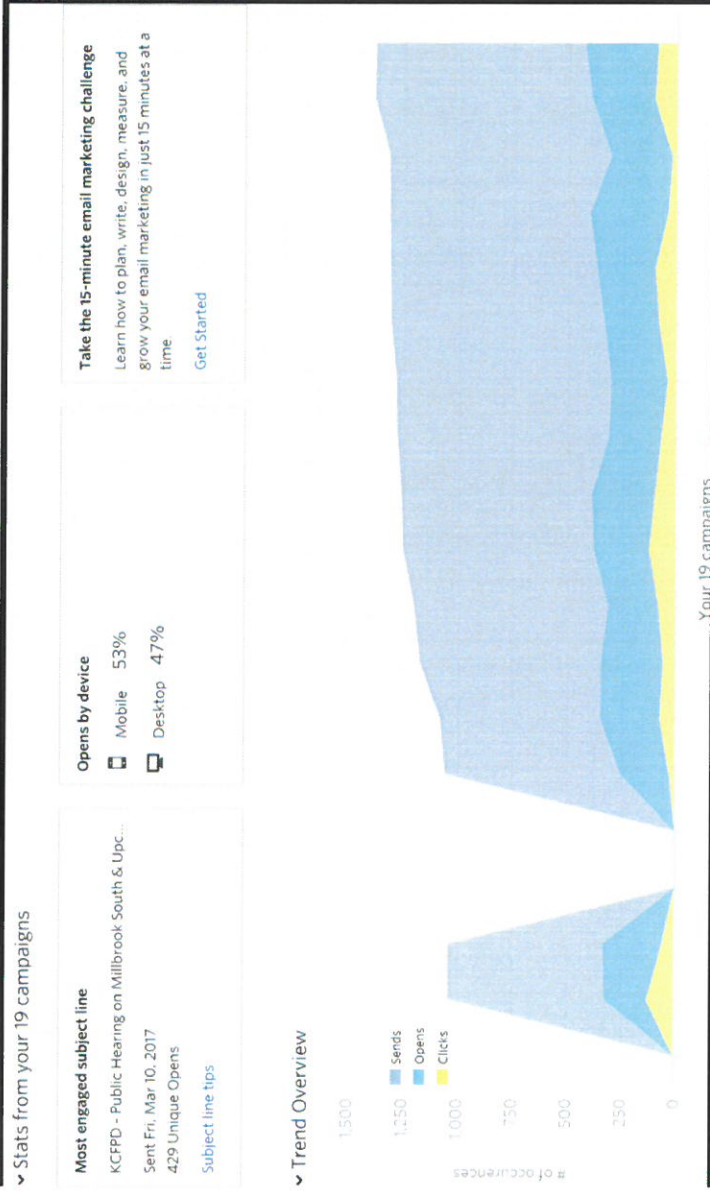 Stats from your 19 campaigns
Most engaged subject line
KCFPD - Public Hearing on Millbrook South & Upc...
Sent Fri, Mar 10, 2017
429 Unique Opens
Subject line tips
Opens by device
Mobile 53%
Desktop 47%
Take the 15-minute email marketing challenge
Learn how to plan, write, design, measure, and
grow your email marketing in just 15 minutes at a
time.
Get Started
Trend Overview
# of occurences
1,500
1,250
1,000
750
500
250
0
Sends
Opens
Clicks
Your 19 campaigns